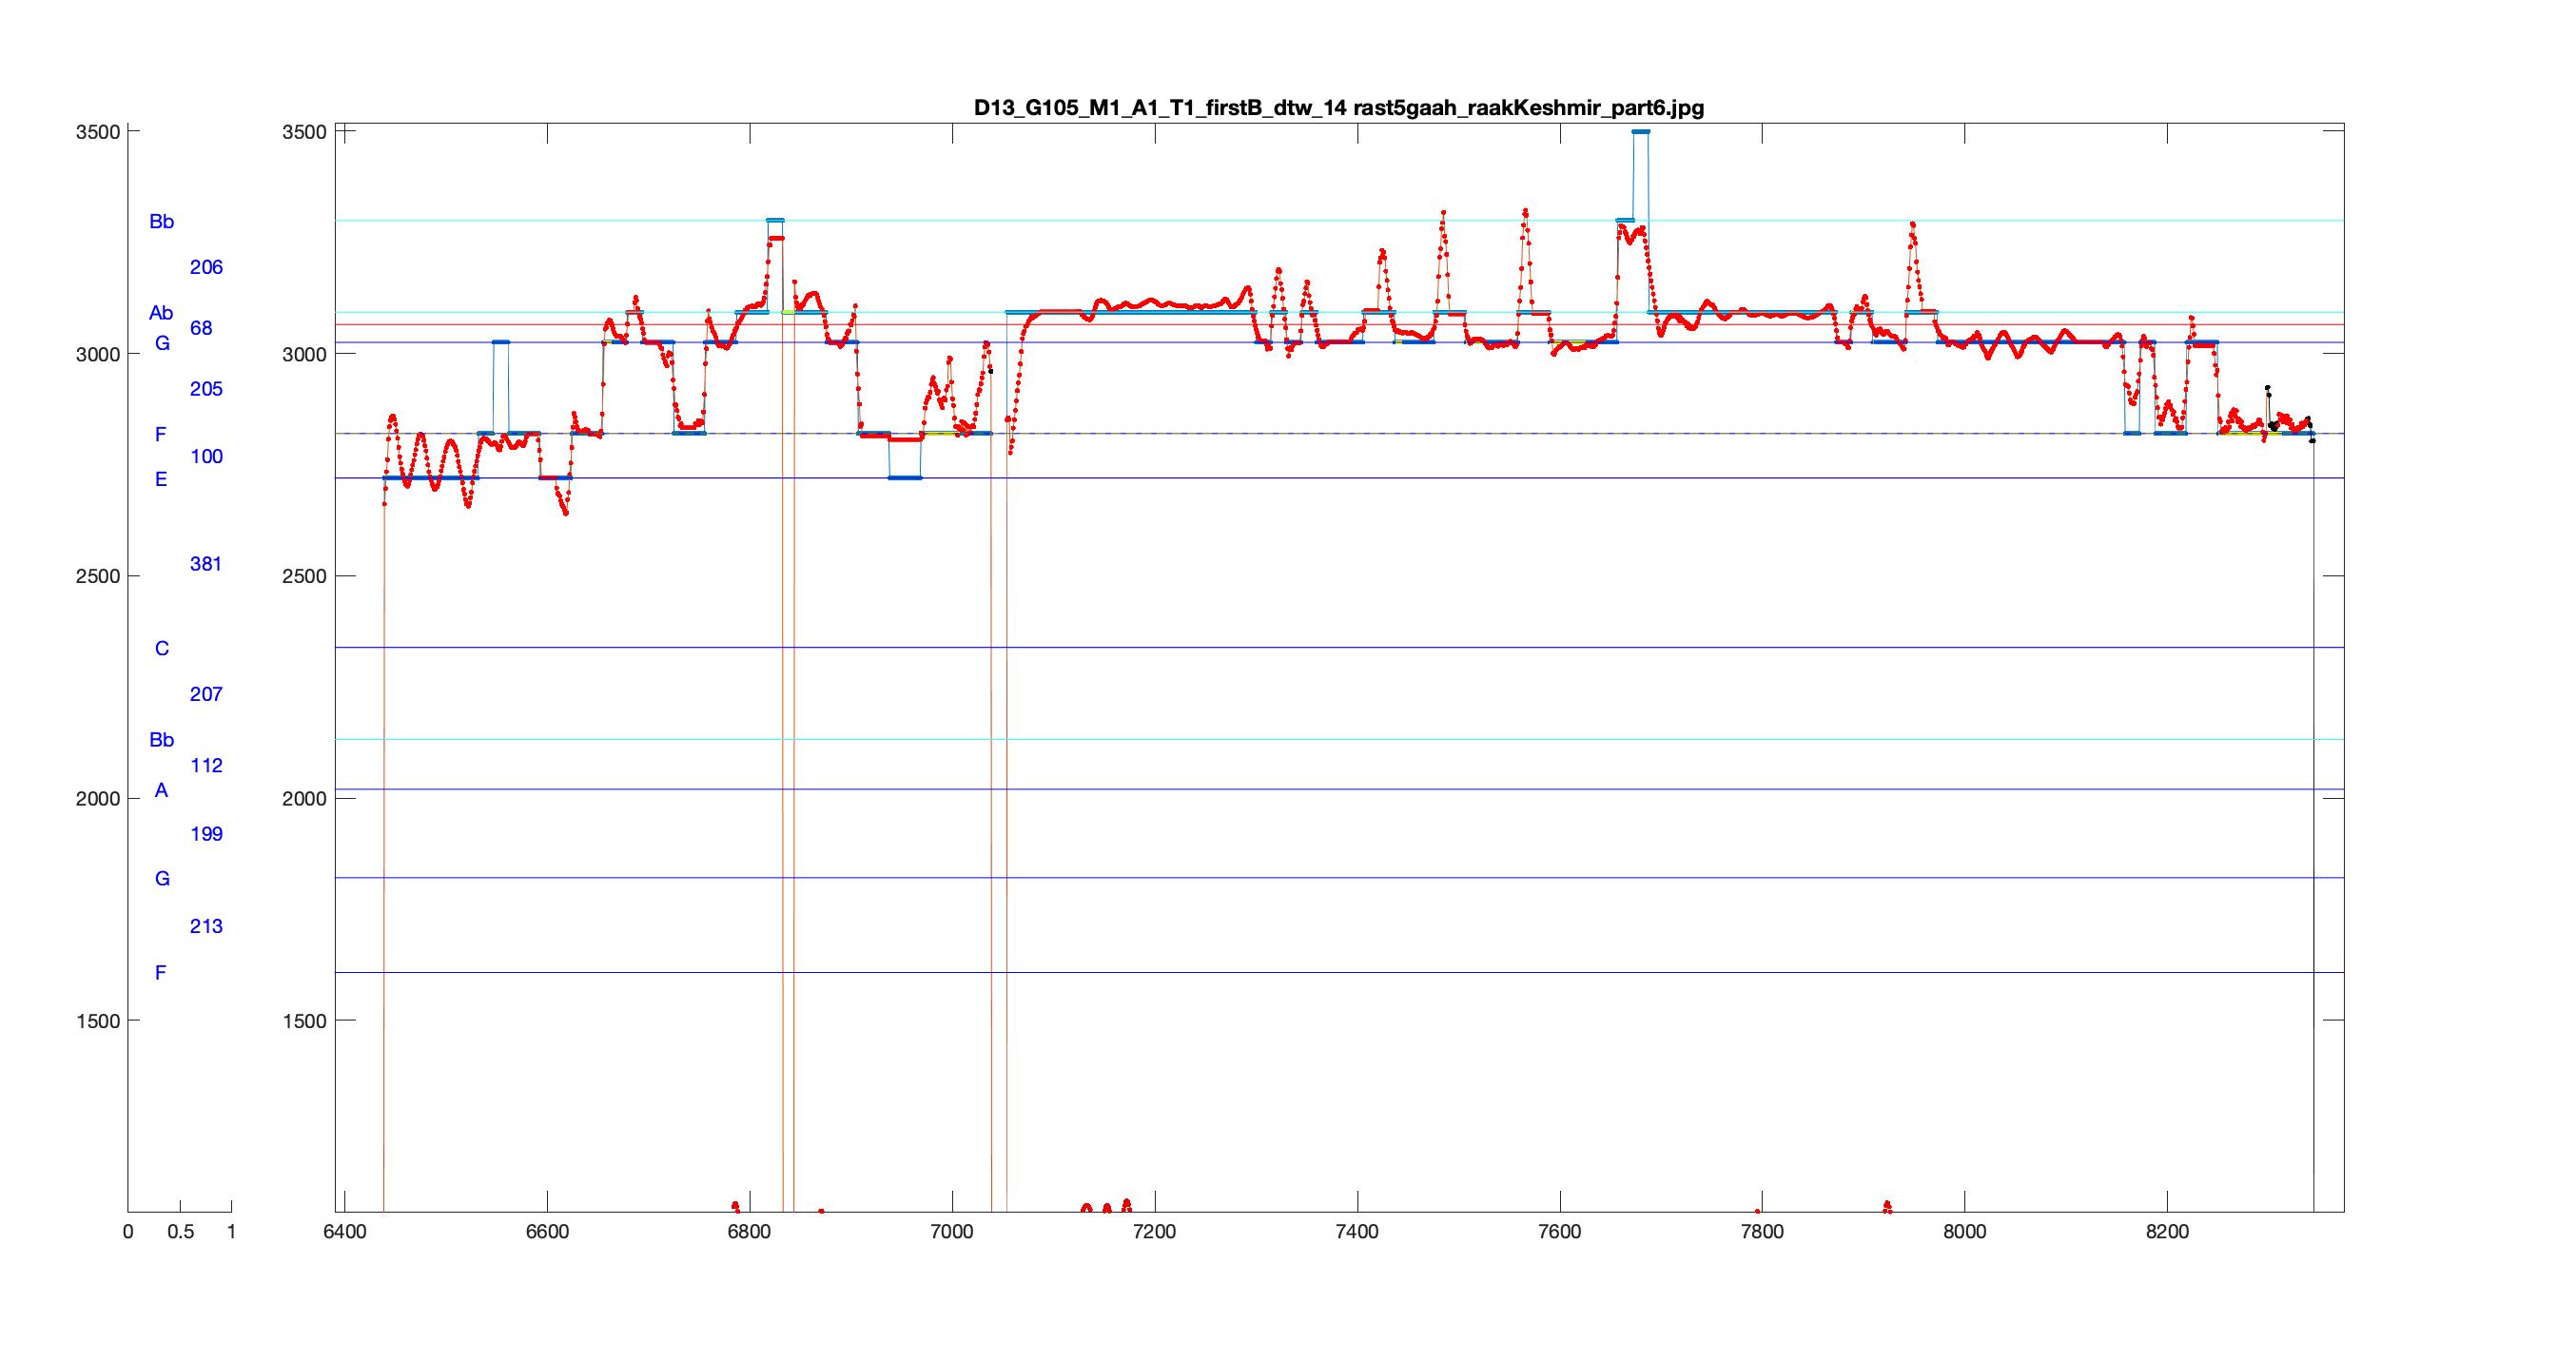 D13_G105_M1_A1_T1_firstB_dtw_14 rast5gaah_raakKeshmir_part6.jpg
3500 3500
Bb
206
Ab
68
G
3000 3000
205
F
100
E
2500 2500
381
C
207
Bb
112
A
2000 2000
199
G
213
F
1500 1500
0 0.5 1 6400 6600 6800 7000 7200 7400 7600 7800 8000 8200